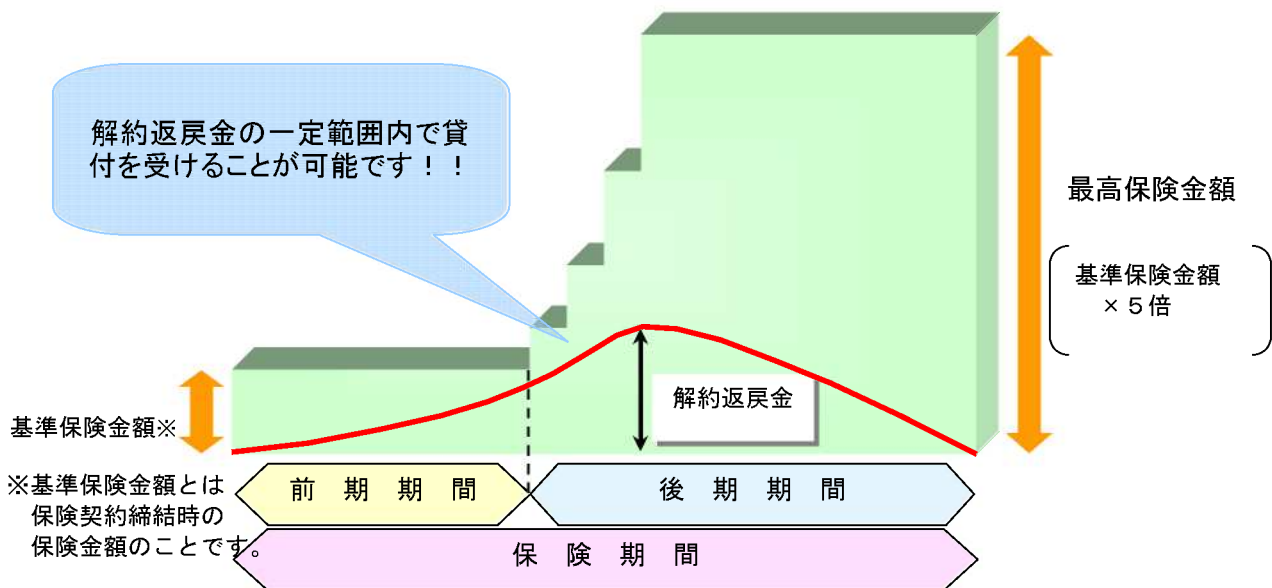 解約返戻金の一定範囲内で貸
付を受けることが可能です！！
最高保険金額
基準保険金額
×５倍
解約返戻金
基準保険金額※
※基準保険金額とは
保険契約締結時の
保険金額のことです。
前期期間
後期期間
保険期間